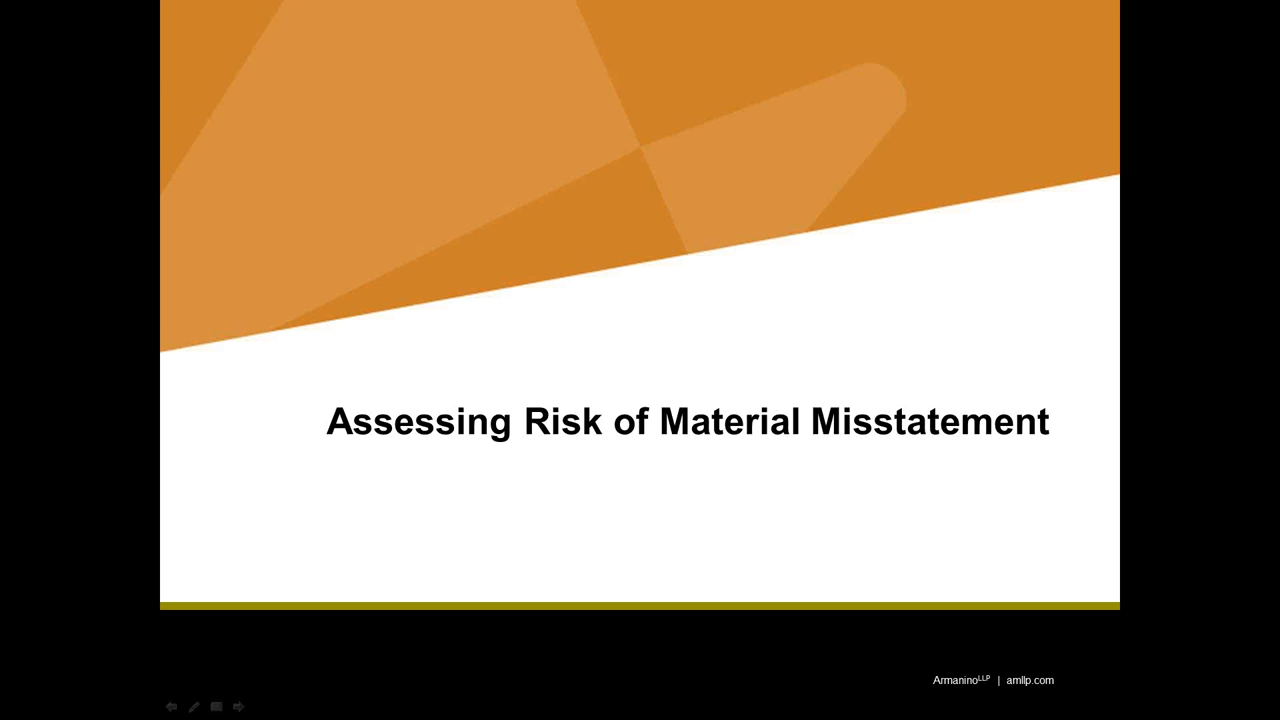 Assessing Risk of Material Misstatement
ArmaninoLLP | amllp.com